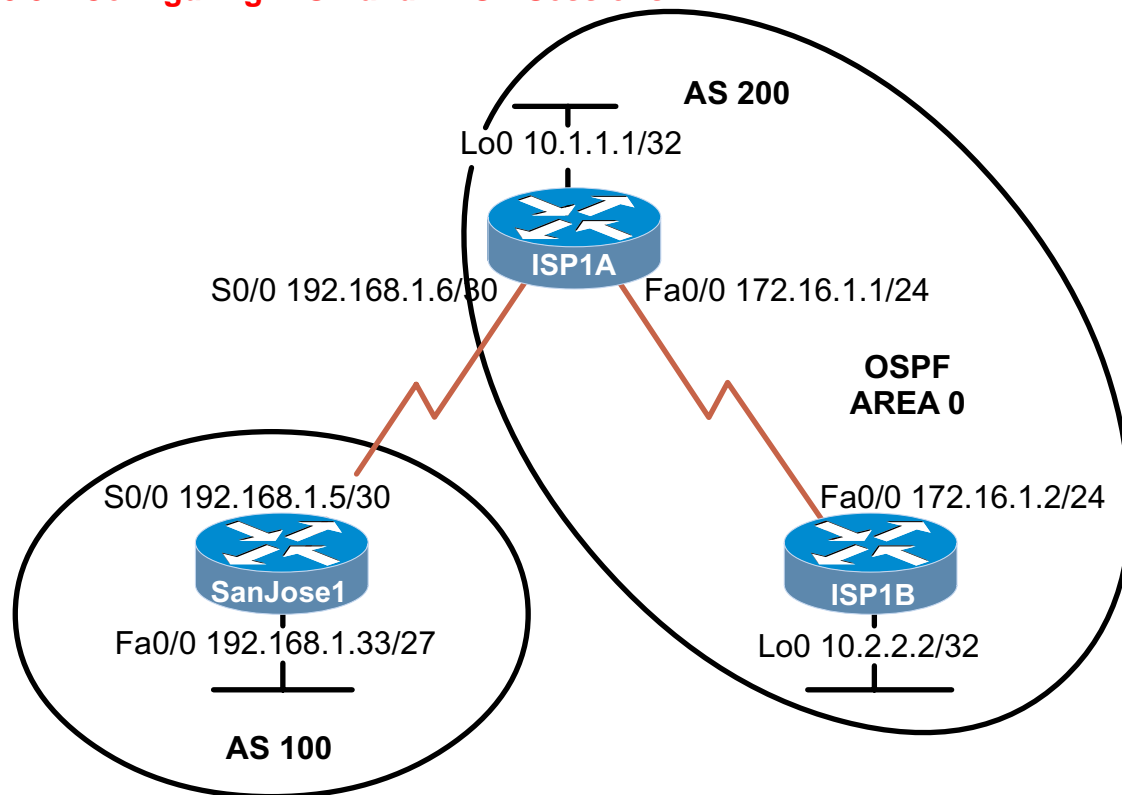 AS 200
Lo0 10.1.1.1/32
ISP1A
S0/0 192.168.1.6/30
Fa0/0 172.16.1.1/24
OSPF
AREA 0
S0/0 192.168.1.5/30
Fa0/0 172.16.1.2/24
SanJose1
ISP1B
Fa0/0 192.168.1.33/27
Lo0 10.2.2.2/32
AS 100